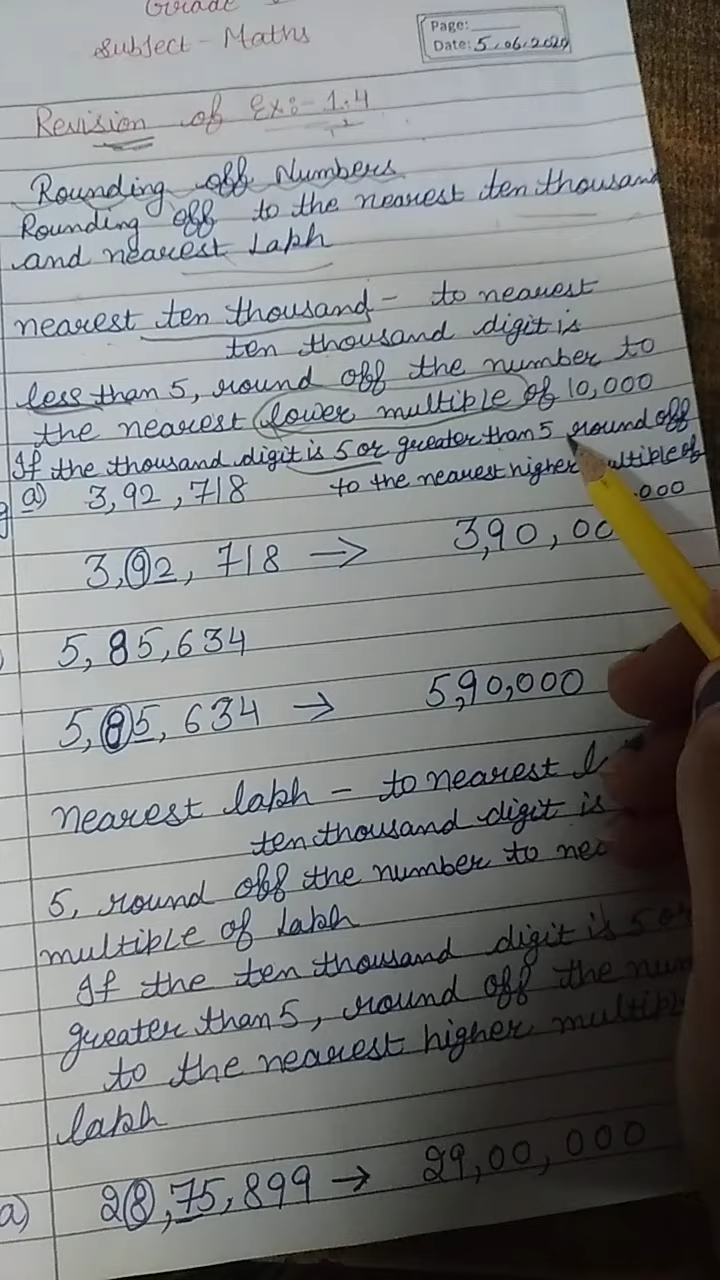 Grade
Subject - Maths
Page:
Date: 5.06.2020
Revision of Ex:- 1.4
Rounding off Numbers
Rounding off to the nearest ten thousand
and nearest Lakh
nearest ten thousand - to nearest
ten thousand digit is
less than 5, round off the number to
the nearest lower multiple of 10,000
If the thousand digit is 5 or greater than 5 round off
to the nearest higher multiple of
a) 3,92,718
000
3,92,718 → 3,90,00
5,85,634
5,85,634 → 5,90,000
nearest lakh - to nearest l
ten thousand digit is
5, round off the number to nea
multiple of Lakh
If the ten thousand digit is 5 or
greater than 5, round off the num
to the nearest higher multipl
lakh
a) 28,75,899 → 29,00,000